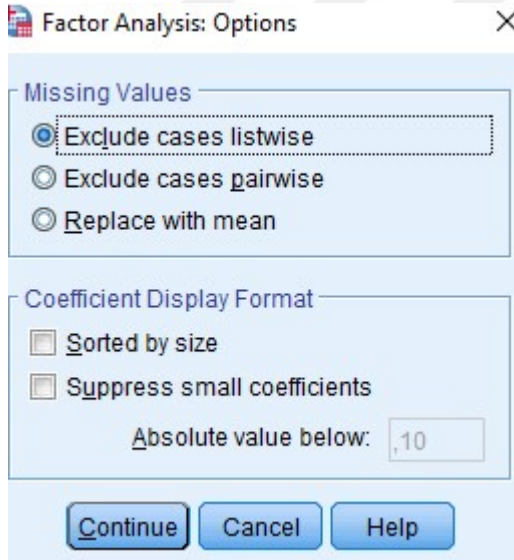 Factor Analysis: Options
Missing Values
Exclude cases listwise
Exclude cases pairwise
Replace with mean
Coefficient Display Format
Sorted by size
Suppress small coefficients
Absolute value below: ,10
Continue Cancel Help